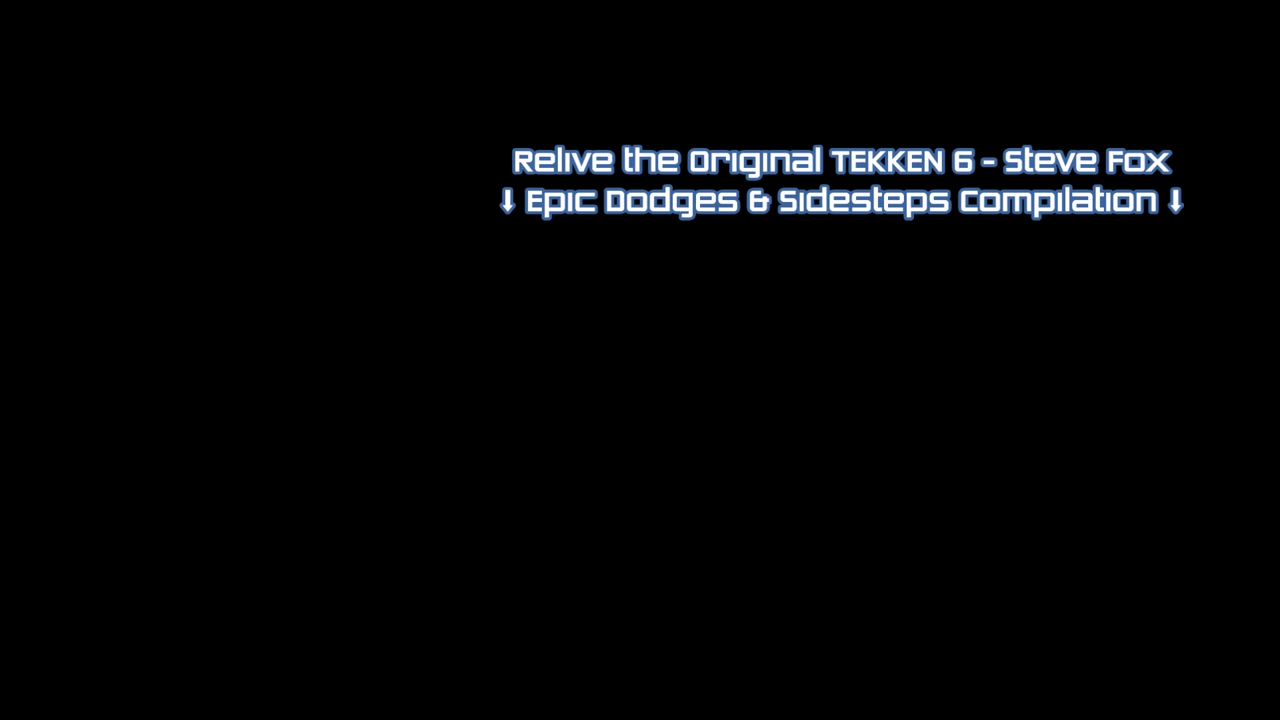 Relive the Original TEKKEN 6 - Steve Fox
↓ Epic Dodges & Sidesteps Compilation ↓